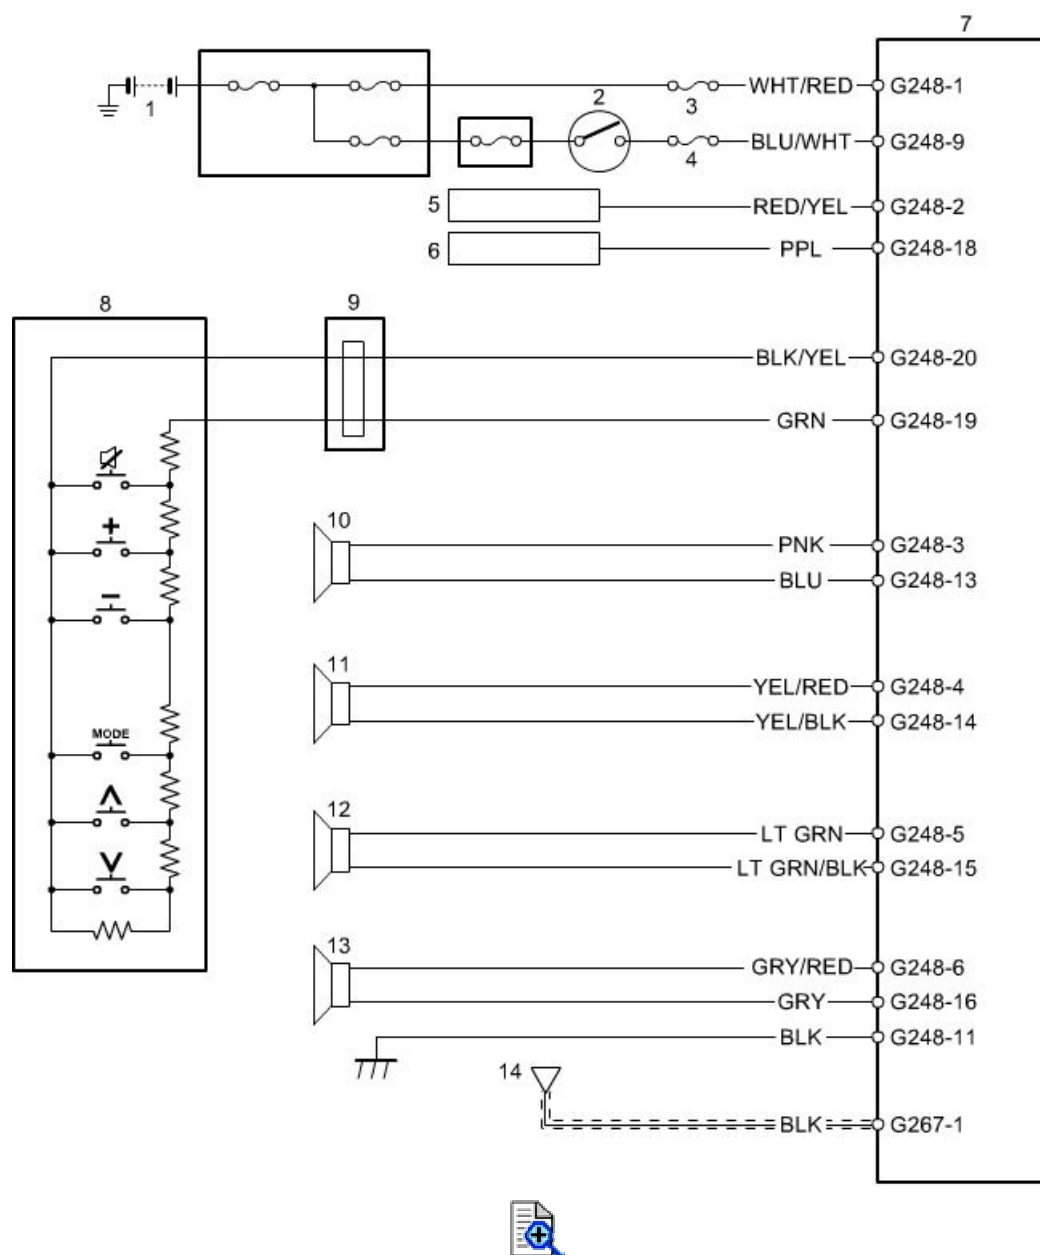 7
1
WHT/RED G248-1
3
2
BLU/WHT G248-9
4
5 RED/YEL G248-2
6 PPL G248-18
8
9
BLK/YEL G248-20
GRN G248-19
+
−
MODE
10
PNK G248-3
BLU G248-13
11
YEL/RED G248-4
YEL/BLK G248-14
12
LT GRN G248-5
LT GRN/BLK G248-15
13
GRY/RED G248-6
GRY G248-16
BLK G248-11
14
BLK G267-1